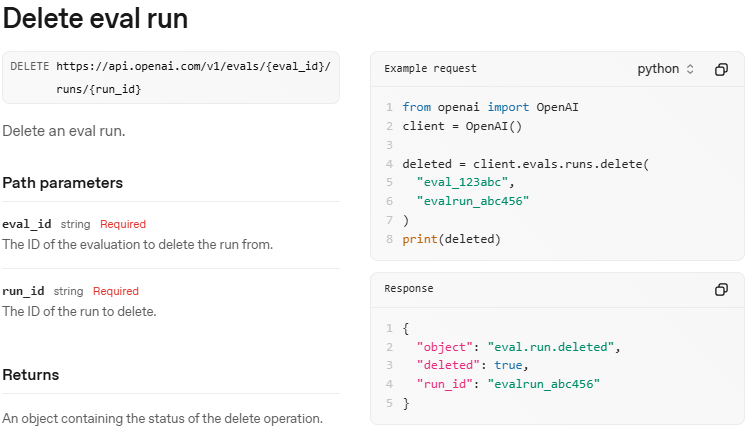 Delete eval run
DELETE https://api.openai.com/v1/evals/{eval_id}/
runs/{run_id}
Delete an eval run.
Path parameters
eval_id string Required
The ID of the evaluation to delete the run from.
run_id string Required
The ID of the run to delete.
Returns
An object containing the status of the delete operation.
Example request python
1 from openai import OpenAI
2 client = OpenAI()
3
4 deleted = client.evals.runs.delete(
5   "eval_123abc",
6   "evalrun_abc456"
7 )
8 print(deleted)
Response
1 {
2   "object": "eval.run.deleted",
3   "deleted": true,
4   "run_id": "evalrun_abc456"
5 }